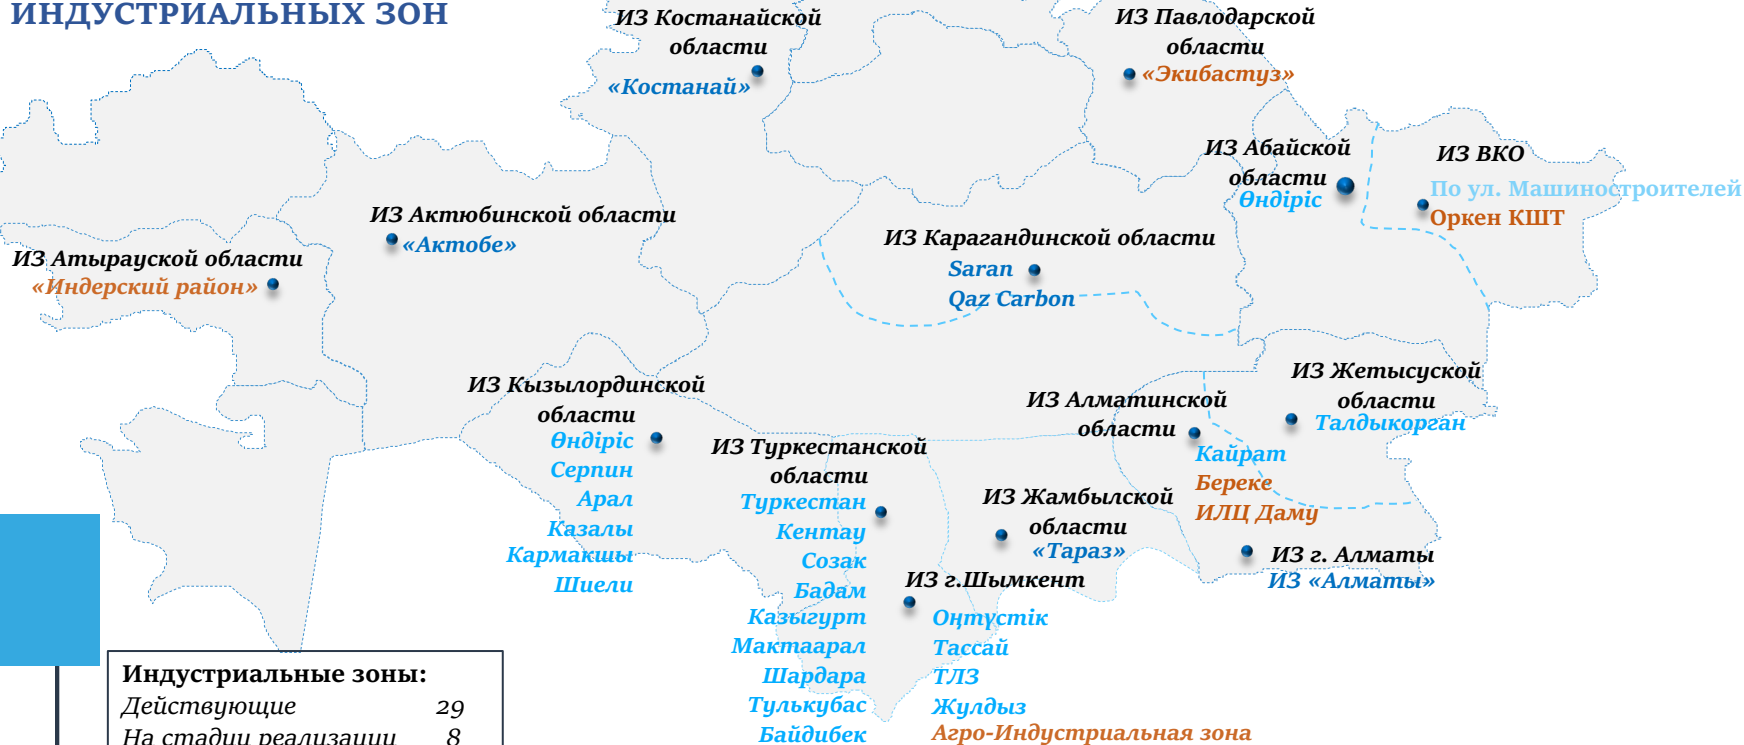 ИНДУСТРИАЛЬНЫХ ЗОН
ИЗ Костанайской
области
«Костанай»
ИЗ Павлодарской
области
«Экибастуз»
ИЗ Абайской
области
Өндіріс
ИЗ ВКО
По ул. Машиностроителей
Оркен КШТ
ИЗ Актюбинской области
«Актобе»
ИЗ Атырауской области
«Индерский район»
ИЗ Карагандинской области
Saran
Qaz Carbon
ИЗ Кызылординской
области
Өндіріс
Серпин
Арал
Казалы
Кармакшы
Шиели
ИЗ Туркестанской
области
Туркестан
Кентау
Созак
Бадам
Казыгурт
Мактаарал
Шардара
Тулькубас
Байдибек
ИЗ Алматинской
области
Кайрат
Береке
ИЛЦ Даму
ИЗ Жетысуской
области
Талдыкорган
ИЗ Жамбылской
области
«Тараз»
ИЗ г. Алматы
ИЗ «Алматы»
ИЗ г.Шымкент
Оңтүстік
Тассай
ТЛЗ
Жулдыз
Агро-Индустриальная зона
Индустриальные зоны:
Действующие 29
На стадии реализации 8